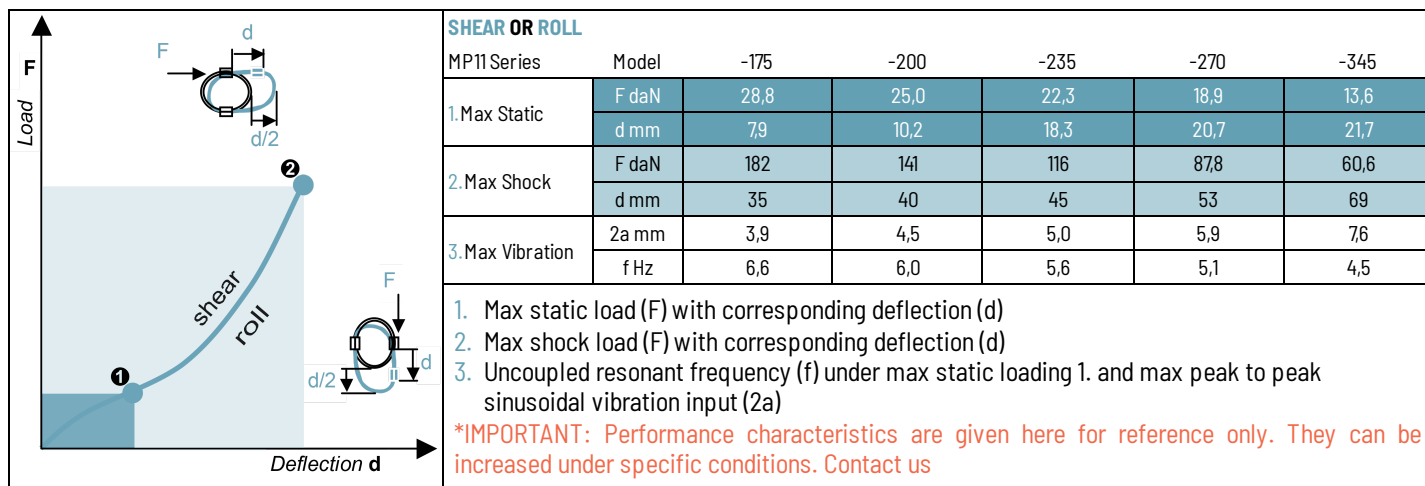 F
Load
F
d
d/2
❷
shear
roll
F
d/2
d
❶
Deflection d
SHEAR OR ROLL
MP11 Series Model -175 -200 -235 -270 -345
1. Max Static F daN 28,8 25,0 22,3 18,9 13,6
d mm 7,9 10,2 18,3 20,7 21,7
2. Max Shock F daN 182 141 116 87,8 60,6
d mm 35 40 45 53 69
3. Max Vibration 2a mm 3,9 4,5 5,0 5,9 7,6
f Hz 6,6 6,0 5,6 5,1 4,5
1. Max static load (F) with corresponding deflection (d)
2. Max shock load (F) with corresponding deflection (d)
3. Uncoupled resonant frequency (f) under max static loading 1. and max peak to peak
sinusoidal vibration input (2a)
*IMPORTANT: Performance characteristics are given here for reference only. They can be
increased under specific conditions. Contact us